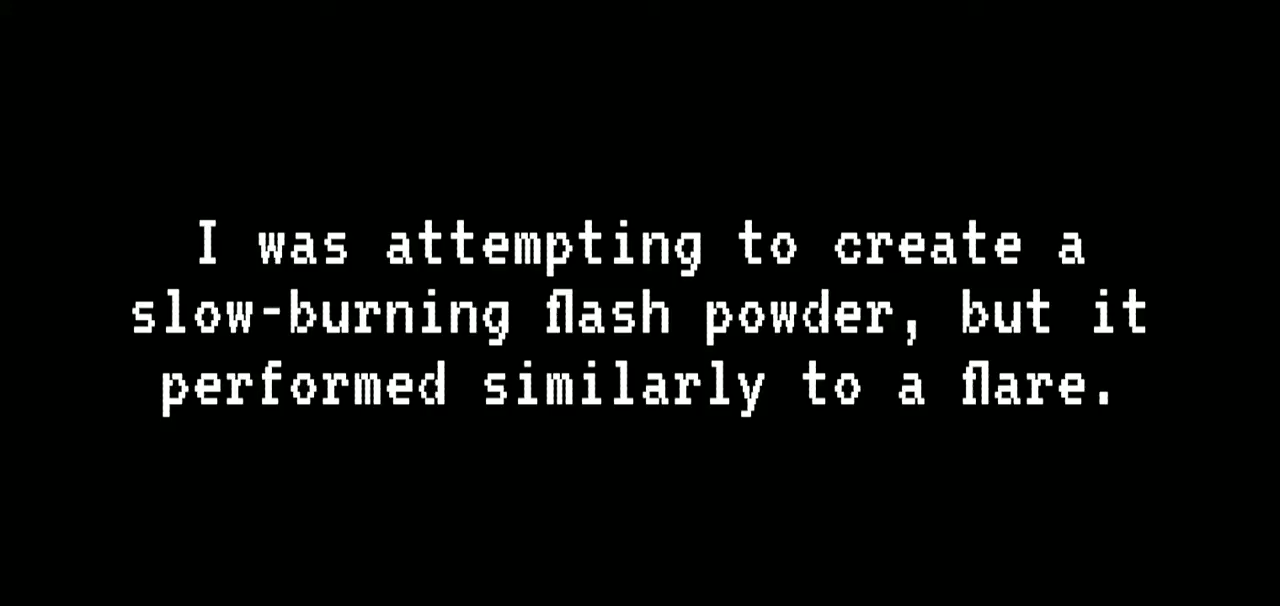 I was attempting to create a
slow-burning flash powder, but it
performed similarly to a flare.